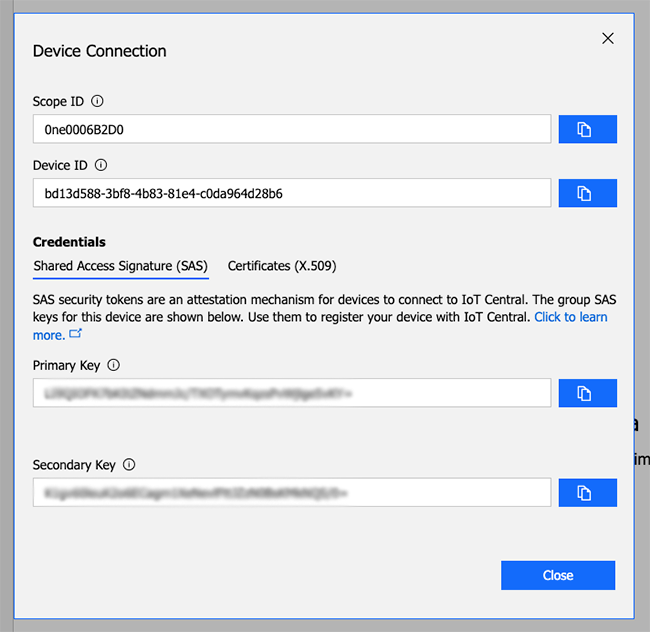 Device Connection
Scope ID
0ne0006B2D0
Device ID
bd13d588-3bf8-4b83-81e4-c0da964d28b6
Credentials
Shared Access Signature (SAS) Certificates (X.509)
SAS security tokens are an attestation mechanism for devices to connect to IoT Central. The group SAS
keys for this device are shown below. Use them to register your device with IoT Central. Click to learn
more.
Primary Key
a
im
Secondary Key
Close